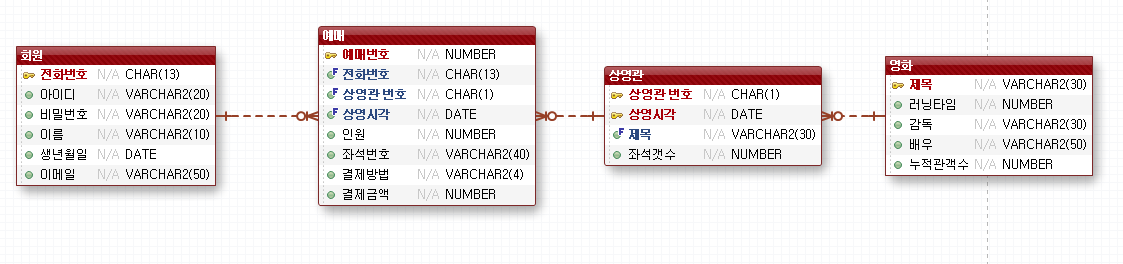 회원
전화번호 N/A CHAR(13)
아이디 N/A VARCHAR2(20)
비밀번호 N/A VARCHAR2(20)
이름 N/A VARCHAR2(10)
생년월일 N/A DATE
이메일 N/A VARCHAR2(50)
예매
예매번호 N/A NUMBER
전화번호 N/A CHAR(13)
상영관 번호 N/A CHAR(1)
상영시각 N/A DATE
인원 N/A NUMBER
좌석번호 N/A VARCHAR2(40)
결제방법 N/A VARCHAR2(4)
결제금액 N/A NUMBER
상영관
상영관 번호 N/A CHAR(1)
상영시각 N/A DATE
제목 N/A VARCHAR2(30)
좌석갯수 N/A NUMBER
영화
제목 N/A VARCHAR2(30)
러닝타임 N/A NUMBER
감독 N/A VARCHAR2(30)
배우 N/A VARCHAR2(50)
누적관객수 N/A NUMBER